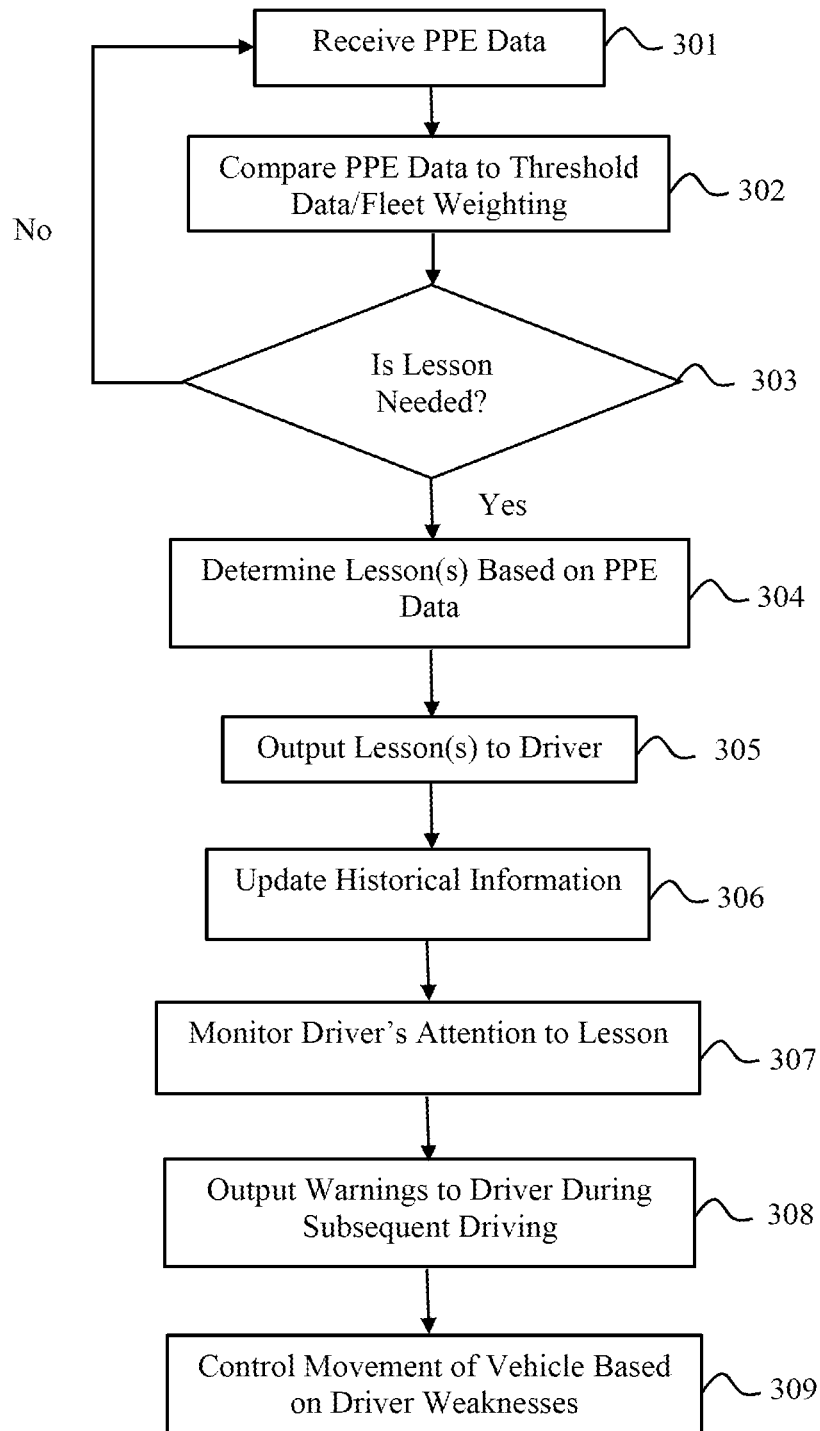 Receive PPE Data
301
Compare PPE Data to Threshold
Data/Fleet Weighting
302
No
Is Lesson
Needed?
303
Yes
Determine Lesson(s) Based on PPE
Data
304
Output Lesson(s) to Driver
305
Update Historical Information
306
Monitor Driver's Attention to Lesson
307
Output Warnings to Driver During
Subsequent Driving
308
Control Movement of Vehicle Based
on Driver Weaknesses
309